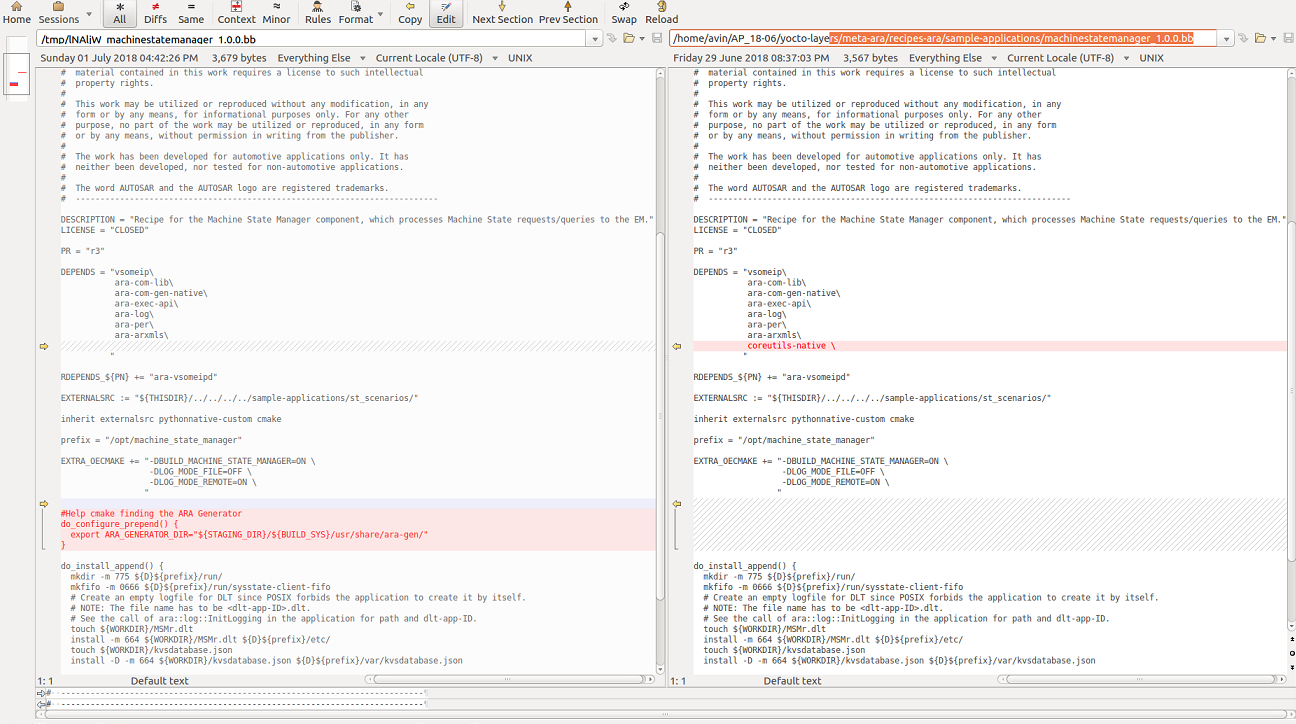 Home Sessions All Diffs Same Context Minor Rules Format Copy Edit Next Section Prev Section Swap Reload
/tmp/lNAljW machinestatemanager_1.0.0.bb
Sunday 01 July 2018 04:42:26 PM 3,679 bytes Everything Else Current Locale (UTF-8) UNIX
#  material contained in this work requires a license to such intellectual
#  property rights.
#
#  This work may be utilized or reproduced without any modification, in any
#  form or by any means, for informational purposes only. For any other
#  purpose, no part of the work may be utilized or reproduced, in any form
#  or by any means, without permission in writing from the publisher.
#
#  The work has been developed for automotive applications only. It has
#  neither been developed, nor tested for non-automotive applications.
#
#  The word AUTOSAR and the AUTOSAR logo are registered trademarks.
#  --------------------------------------------------------------------------
DESCRIPTION = "Recipe for the Machine State Manager component, which processes Machine State requests/queries to the EM."
LICENSE = "CLOSED"
PR = "r3"
DEPENDS = "vsomeip\
ara-com-lib\
ara-com-gen-native\
ara-exec-api\
ara-log\
ara-per\
ara-arxmls\
"
RDEPENDS_${PN} += "ara-vsomeipd"
EXTERNALSRC := "${THISDIR}/../../../../sample-applications/st_scenarios/"
inherit externalsrc pythonnative-custom cmake
prefix = "/opt/machine_state_manager"
EXTRA_OECMAKE += "-DBUILD_MACHINE_STATE_MANAGER=ON \
-DLOG_MODE_FILE=OFF \
-DLOG_MODE_REMOTE=ON \
"
#Help cmake finding the ARA Generator
do_configure_prepend() {
export ARA_GENERATOR_DIR="${STAGING_DIR}/${BUILD_SYS}/usr/share/ara-gen/"
}
do_install_append() {
mkdir -m 775 ${D}${prefix}/run/
mkfifo -m 0666 ${D}${prefix}/run/sysstate-client-fifo
# Create an empty logfile for DLT since POSIX forbids the application to create it by itself.
# NOTE: The file name has to be <dlt-app-ID>.dlt.
# See the call of ara::log::InitLogging in the application for path and dlt-app-ID.
touch ${WORKDIR}/MSMr.dlt
install -m 664 ${WORKDIR}/MSMr.dlt ${D}${prefix}/etc/
touch ${WORKDIR}/kvsdatabase.json
install -D -m 664 ${WORKDIR}/kvsdatabase.json ${D}${prefix}/var/kvsdatabase.json
1: 1 Default text
/home/avin/AP_18-06/yocto-layers/meta-ara/recipes-ara/sample-applications/machinestatemanager_1.0.0.bb
Friday 29 June 2018 08:37:03 PM 3,567 bytes Everything Else Current Locale (UTF-8) UNIX
#  material contained in this work requires a license to such intellectual
#  property rights.
#
#  This work may be utilized or reproduced without any modification, in any
#  form or by any means, for informational purposes only. For any other
#  purpose, no part of the work may be utilized or reproduced, in any form
#  or by any means, without permission in writing from the publisher.
#
#  The work has been developed for automotive applications only. It has
#  neither been developed, nor tested for non-automotive applications.
#
#  The word AUTOSAR and the AUTOSAR logo are registered trademarks.
#  --------------------------------------------------------------------------
DESCRIPTION = "Recipe for the Machine State Manager component, which processes Machine State requests/queries to the EM."
LICENSE = "CLOSED"
PR = "r3"
DEPENDS = "vsomeip\
ara-com-lib\
ara-com-gen-native\
ara-exec-api\
ara-log\
ara-per\
ara-arxmls\
coreutils-native \
"
RDEPENDS_${PN} += "ara-vsomeipd"
EXTERNALSRC := "${THISDIR}/../../../../sample-applications/st_scenarios/"
inherit externalsrc pythonnative-custom cmake
prefix = "/opt/machine_state_manager"
EXTRA_OECMAKE += "-DBUILD_MACHINE_STATE_MANAGER=ON \
-DLOG_MODE_FILE=OFF \
-DLOG_MODE_REMOTE=ON \
"
do_install_append() {
mkdir -m 775 ${D}${prefix}/run/
mkfifo -m 0666 ${D}${prefix}/run/sysstate-client-fifo
# Create an empty logfile for DLT since POSIX forbids the application to create it by itself.
# NOTE: The file name has to be <dlt-app-ID>.dlt.
# See the call of ara::log::InitLogging in the application for path and dlt-app-ID.
touch ${WORKDIR}/MSMr.dlt
install -m 664 ${WORKDIR}/MSMr.dlt ${D}${prefix}/etc/
touch ${WORKDIR}/kvsdatabase.json
install -D -m 664 ${WORKDIR}/kvsdatabase.json ${D}${prefix}/var/kvsdatabase.json
1: 1 Default text
#  --------------------------------------------------------------------------¶
#  --------------------------------------------------------------------------¶